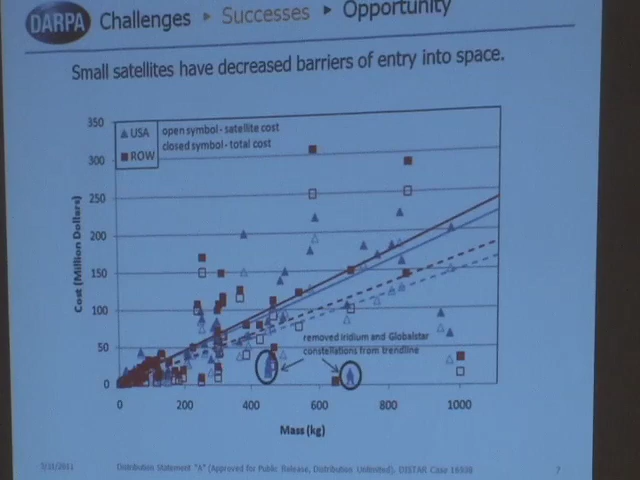 DARPA Challenges ▸ Successes ▸ Opportunity
Small satellites have decreased barriers of entry into space.
350
300
250
200
150
100
50
0
Cost (Million Dollars)
▲ USA open symbol - satellite cost
■ ROW closed symbol - total cost
removed Iridium and Globalstar
constellations from trendline
0 200 400 600 800 1000
Mass (kg)
Distribution Statement "A" (Approved for Public Release, Distribution Unlimited). DISTAR Case
7